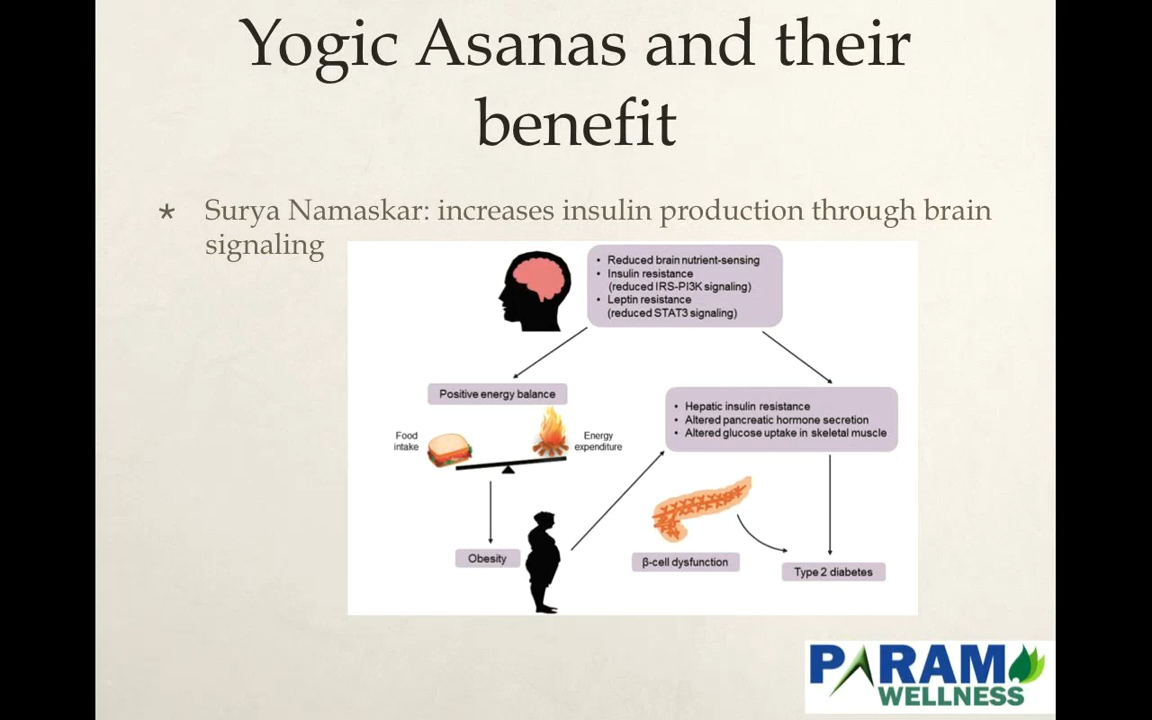 Yogic Asanas and their
benefit
* Surya Namaskar: increases insulin production through brain
signaling
• Reduced brain nutrient-sensing
• Insulin resistance
(reduced IRS-PI3K signaling)
• Leptin resistance
(reduced STAT3 signaling)
Positive energy balance
Food
intake
Energy
expenditure
• Hepatic insulin resistance
• Altered pancreatic hormone secretion
• Altered glucose uptake in skeletal muscle
Obesity
β-cell dysfunction
Type 2 diabetes
PARAM
WELLNESS